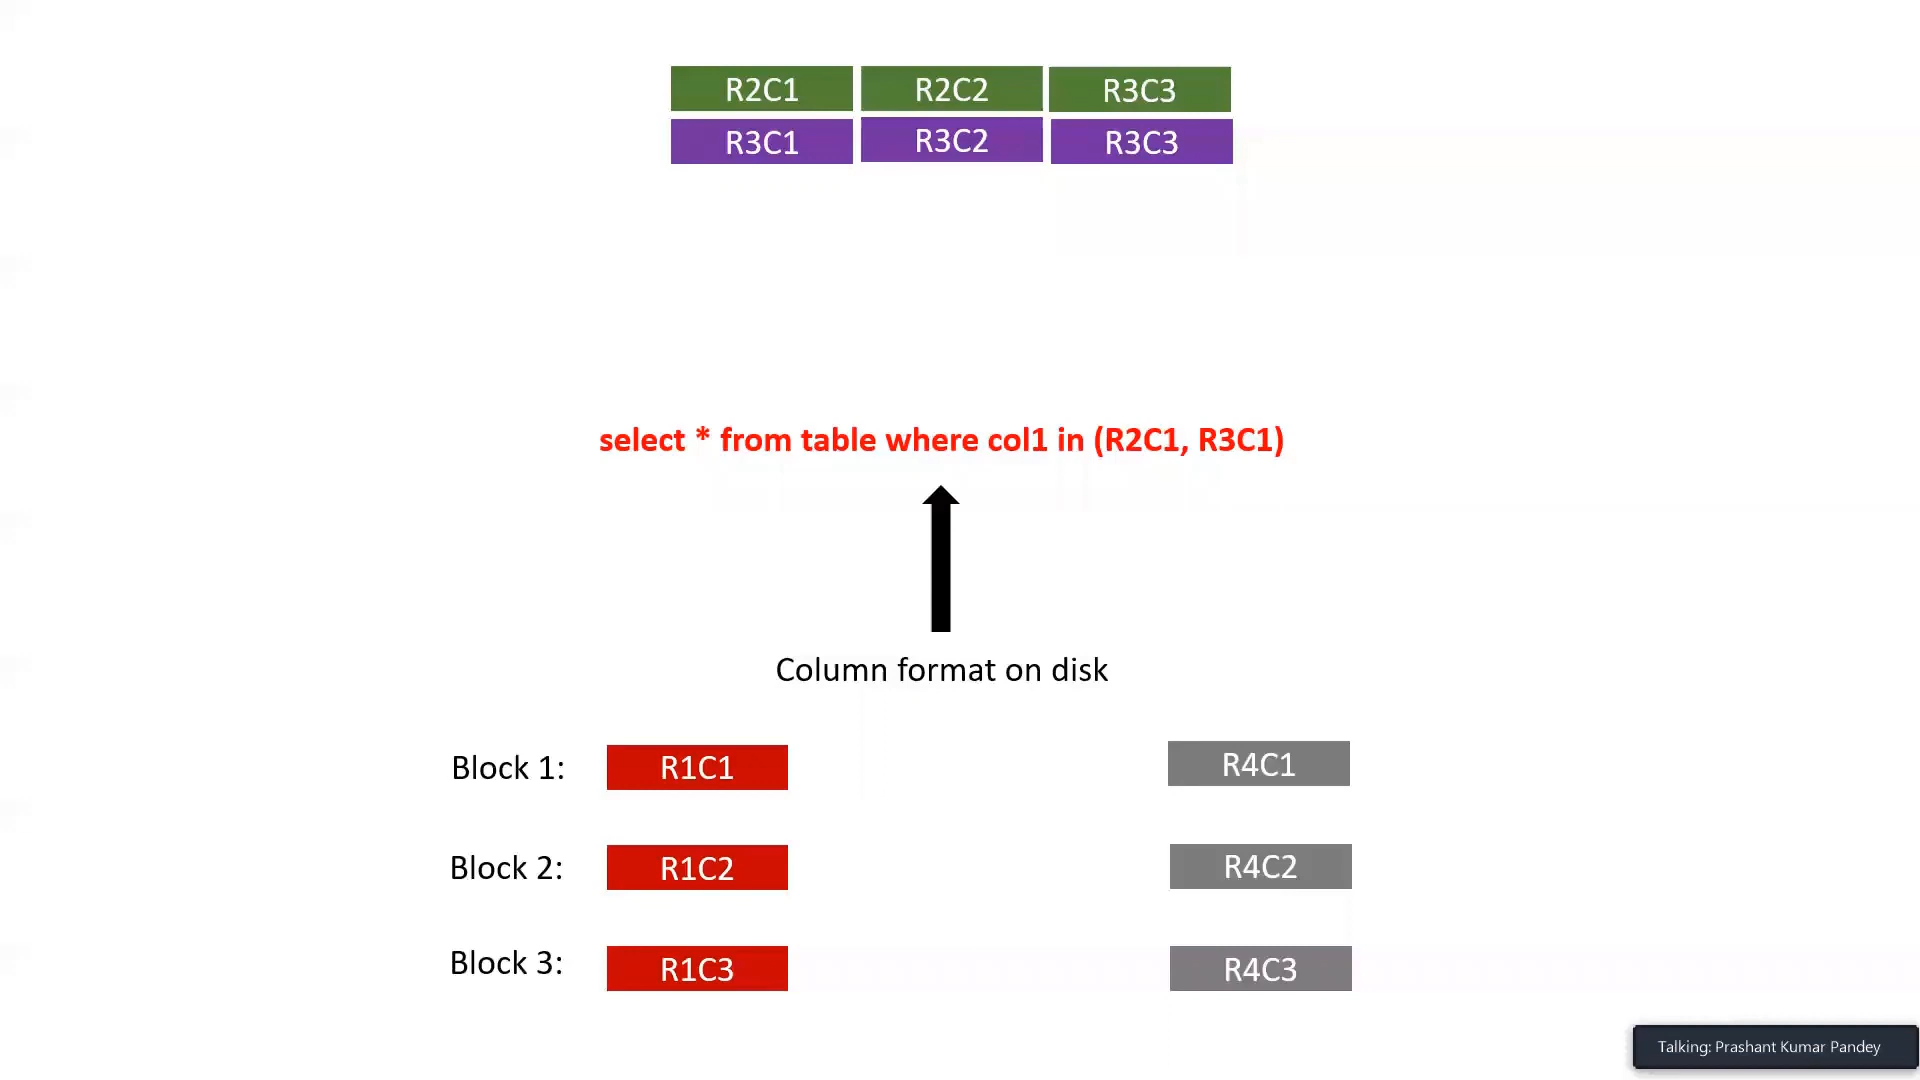 R2C1 R2C2 R3C3
R3C1 R3C2 R3C3
select * from table where col1 in (R2C1, R3C1)
Column format on disk
Block 1: R1C1 R4C1
Block 2: R1C2 R4C2
Block 3: R1C3 R4C3
Talking: Prashant Kumar Pandey